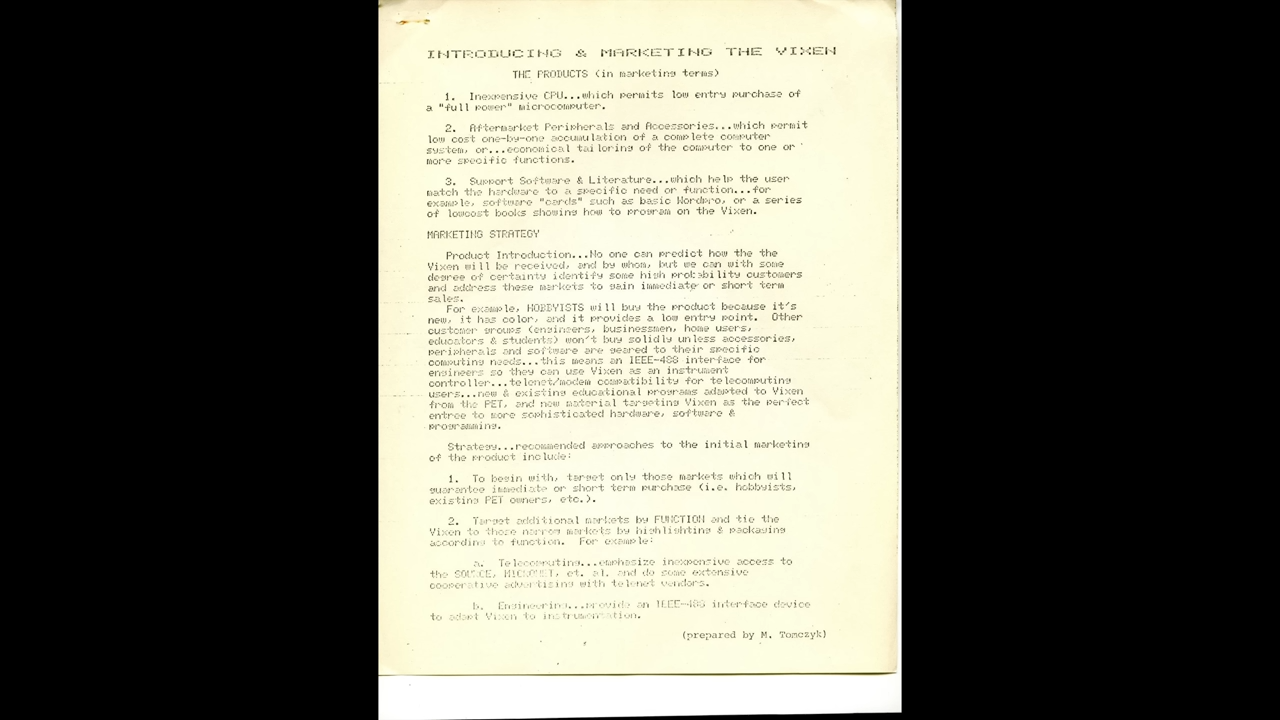 INTRODUCING & MARKETING THE VIXEN
THE PRODUCTS (in marketing terms)
1. Inexpensive CPU...which permits low entry purchase of
a "full power" microcomputer.
2. Aftermarket Peripherals and Accessories...which permit
low cost one-by-one accumulation of a complete computer
system, or...economical tailoring of the computer to one or
more specific functions.
3. Support Software & Literature...which help the user
match the hardware to a specific need or function...for
example, software "cards" such as basic Wordpro, or a series
of lowcost books showing how to program on the Vixen.
MARKETING STRATEGY
Product Introduction...No one can predict how the the
Vixen will be received, and by whom, but we can with some
degree of certainty identify some high probability customers
and address these markets to gain immediate or short term
sales.
For example, HOBBYISTS will buy the product because it's
new, it has color, and it provides a low entry point. Other
customer groups (engineers, businessmen, home users,
educators & students) won't buy solidly unless accessories,
peripherals and software are geared to their specific
computing needs...this means an IEEE-488 interface for
engineers so they can use Vixen as an instrument
controller...telenet/modem compatibility for telecomputing
users...new & existing educational programs adapted to Vixen
from the PET, and new material targeting Vixen as the perfect
entree to more sophisticated hardware, software &
programming.
Strategy...recommended approaches to the initial marketing
of the product include:
1. To begin with, target only those markets which will
guarantee immediate or short term purchase (i.e. hobbyists,
existing PET owners, etc.).
2. Target additional markets by FUNCTION and tie the
Vixen to those narrow markets by highlighting & packaging
according to function. For example:
a. Telecomputing...emphasize inexpensive access to
the SOURCE, MICRONET, et. al. and do some extensive
cooperative advertising with telenet vendors.
b. Engineering...provide an IEEE-488 interface device
to adapt Vixen to instrumentation.
(prepared by M. Tomczyk)